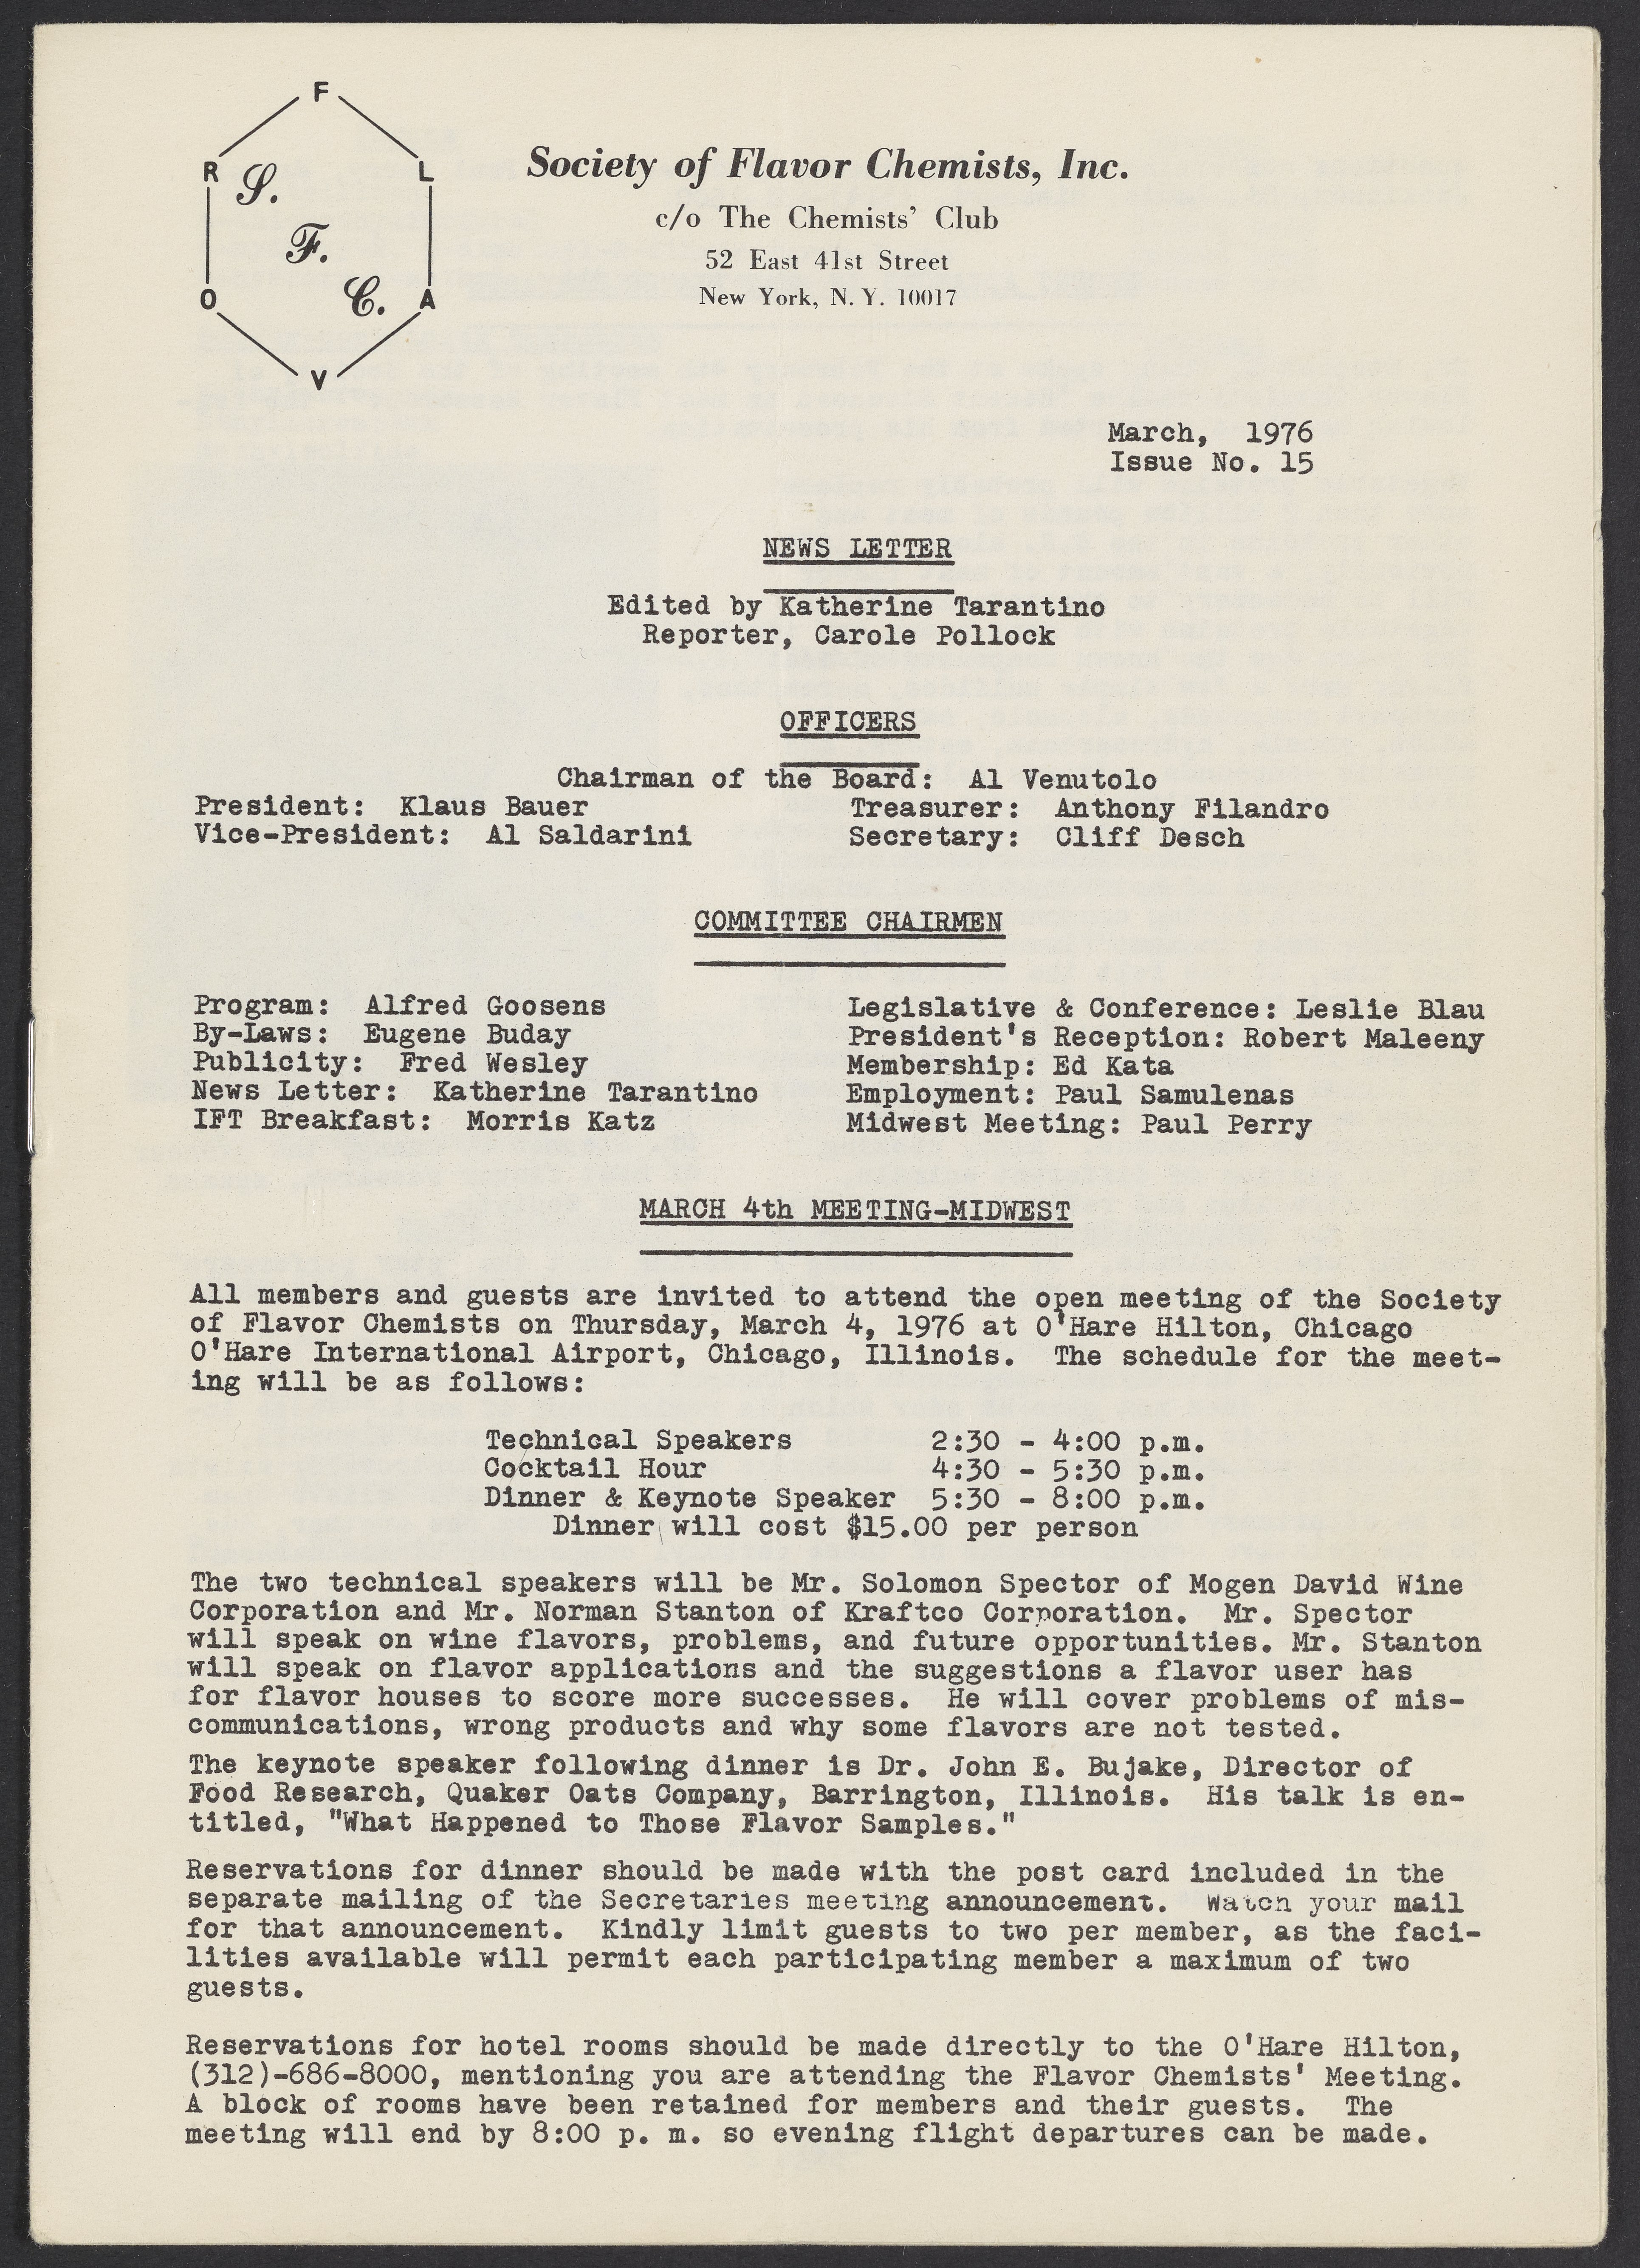 F
R L
S.
F.
C.
O A
V
Society of Flavor Chemists, Inc.
c/o The Chemists' Club
52 East 41st Street
New York, N. Y. 10017
March, 1976
Issue No. 15
NEWS LETTER
Edited by Katherine Tarantino
Reporter, Carole Pollock
OFFICERS
Chairman of the Board: Al Venutolo
President: Klaus Bauer Treasurer: Anthony Filandro
Vice-President: Al Saldarini Secretary: Cliff Desch
COMMITTEE CHAIRMEN
Program: Alfred Goosens Legislative & Conference: Leslie Blau
By-Laws: Eugene Buday President's Reception: Robert Maleeny
Publicity: Fred Wesley Membership: Ed Kata
News Letter: Katherine Tarantino Employment: Paul Samulenas
IFT Breakfast: Morris Katz Midwest Meeting: Paul Perry
MARCH 4th MEETING-MIDWEST
All members and guests are invited to attend the open meeting of the Society
of Flavor Chemists on Thursday, March 4, 1976 at O'Hare Hilton, Chicago
O'Hare International Airport, Chicago, Illinois. The schedule for the meet-
ing will be as follows:
Technical Speakers 2:30 - 4:00 p.m.
Cocktail Hour 4:30 - 5:30 p.m.
Dinner & Keynote Speaker 5:30 - 8:00 p.m.
Dinner will cost $15.00 per person
The two technical speakers will be Mr. Solomon Spector of Mogen David Wine
Corporation and Mr. Norman Stanton of Kraftco Corporation. Mr. Spector
will speak on wine flavors, problems, and future opportunities. Mr. Stanton
will speak on flavor applications and the suggestions a flavor user has
for flavor houses to score more successes. He will cover problems of mis-
communications, wrong products and why some flavors are not tested.
The keynote speaker following dinner is Dr. John E. Bujake, Director of
Food Research, Quaker Oats Company, Barrington, Illinois. His talk is en-
titled, "What Happened to Those Flavor Samples."
Reservations for dinner should be made with the post card included in the
separate mailing of the Secretaries meeting announcement. Watch your mail
for that announcement. Kindly limit guests to two per member, as the faci-
lities available will permit each participating member a maximum of two
guests.
Reservations for hotel rooms should be made directly to the O'Hare Hilton,
(312)-686-8000, mentioning you are attending the Flavor Chemists' Meeting.
A block of rooms have been retained for members and their guests. The
meeting will end by 8:00 p. m. so evening flight departures can be made.